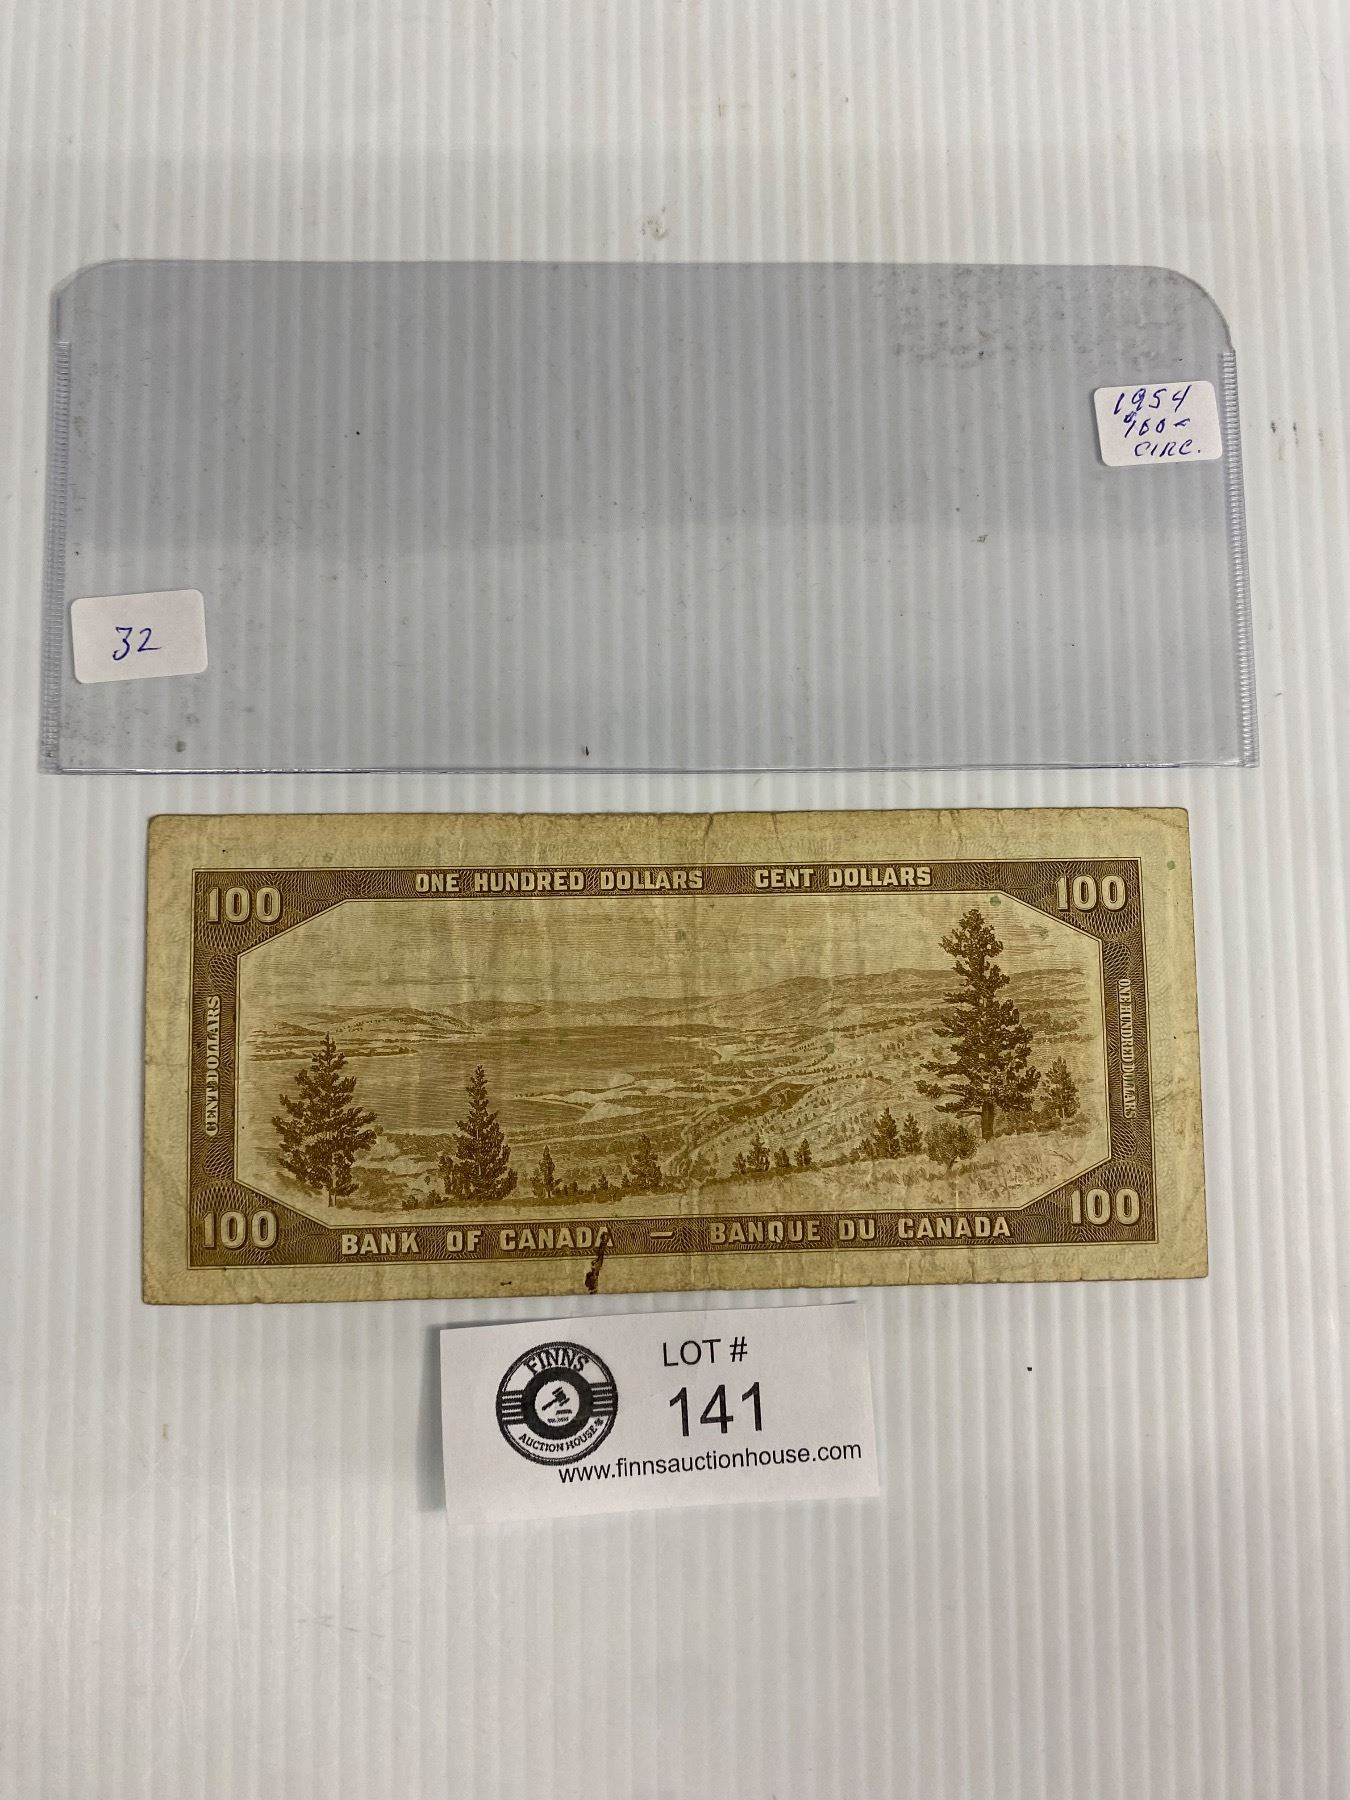 1954
$100-
CIRC.
32
ONE HUNDRED DOLLARS CENT DOLLARS
100
100
CENT DOLLARS
ONE HUNDRED DOLLARS
100
100
BANK OF CANADA — BANQUE DU CANADA
FINNS
AUCTION HOUSE
LOT #
141
www.finnsauctionhouse.com